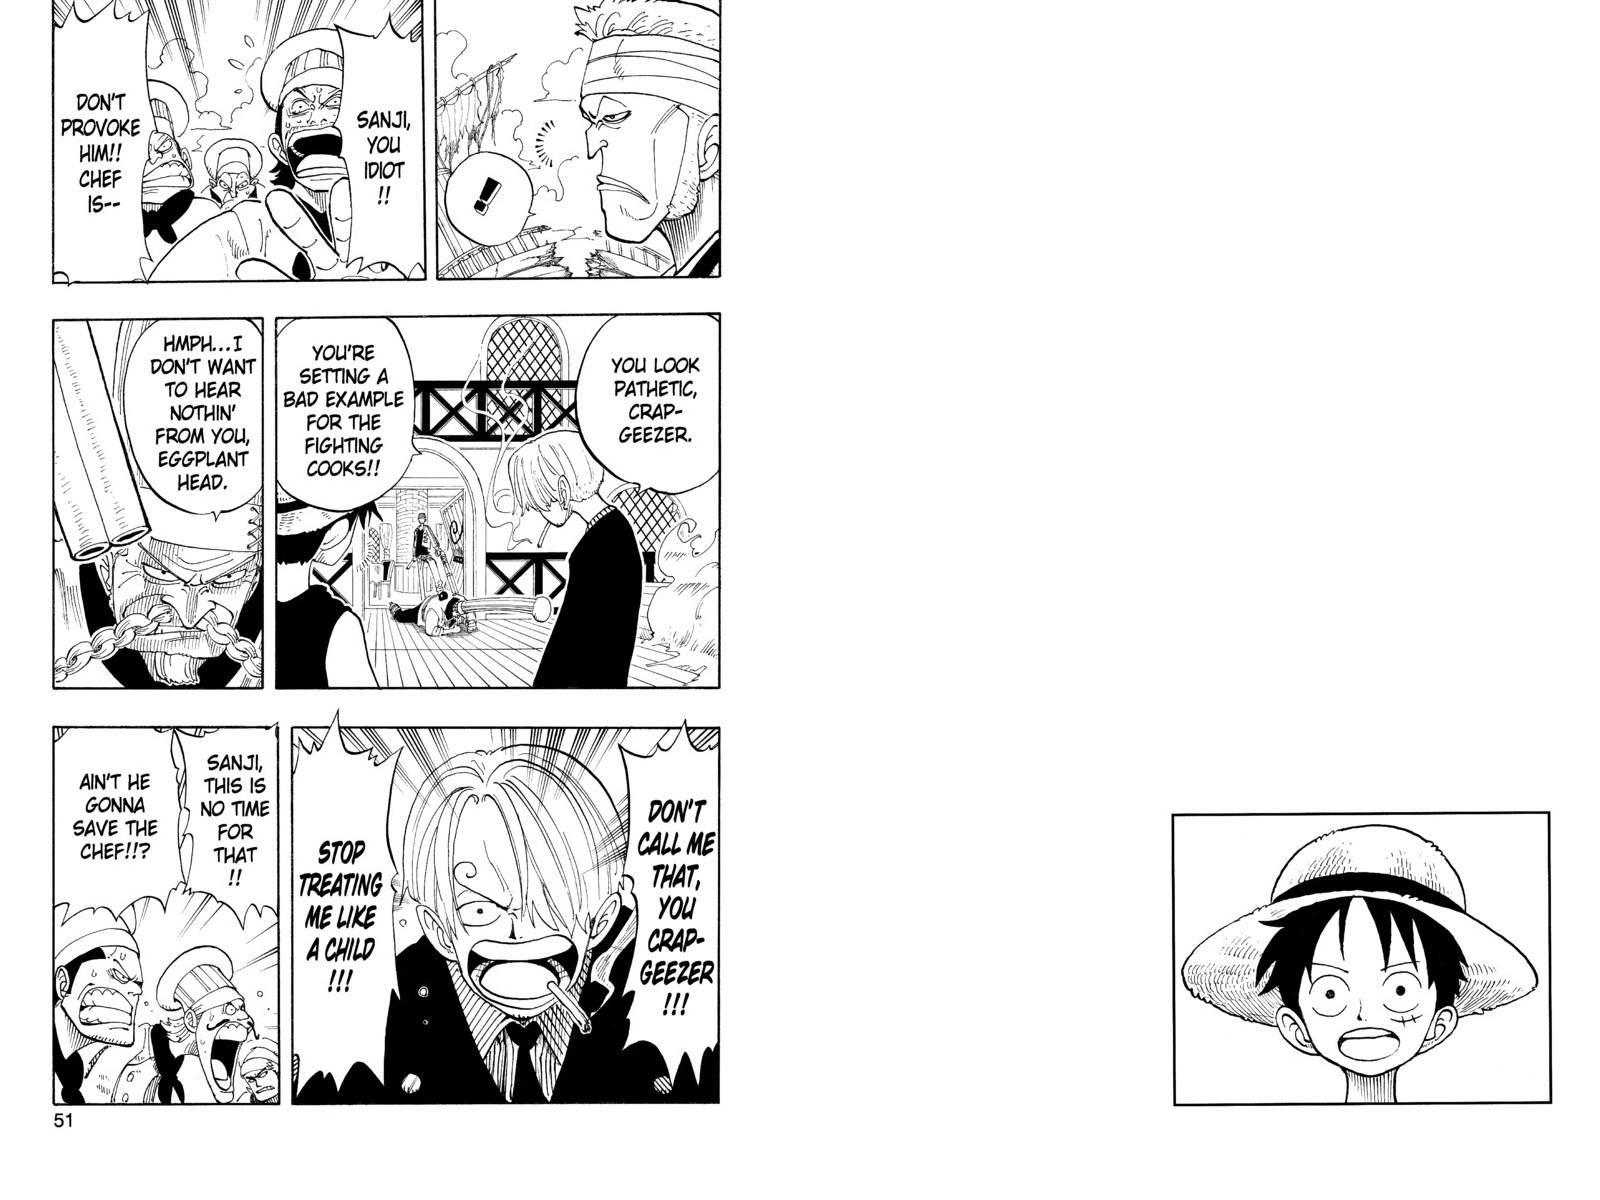 !
SANJI,
YOU
IDIOT
!!
DON'T
PROVOKE
HIM!!
CHEF
IS--
YOU LOOK
PATHETIC,
CRAP-
GEEZER.
YOU'RE
SETTING A
BAD EXAMPLE
FOR THE
FIGHTING
COOKS!!
HMPH...I
DON'T WANT
TO HEAR
NOTHIN'
FROM YOU,
EGGPLANT
HEAD.
DON'T
CALL ME
THAT,
YOU
CRAP-
GEEZER
!!!
STOP
TREATING
ME LIKE
A CHILD
!!!
SANJI,
THIS IS
NO TIME
FOR
THAT
!!
AIN'T HE
GONNA
SAVE THE
CHEF!!?
51